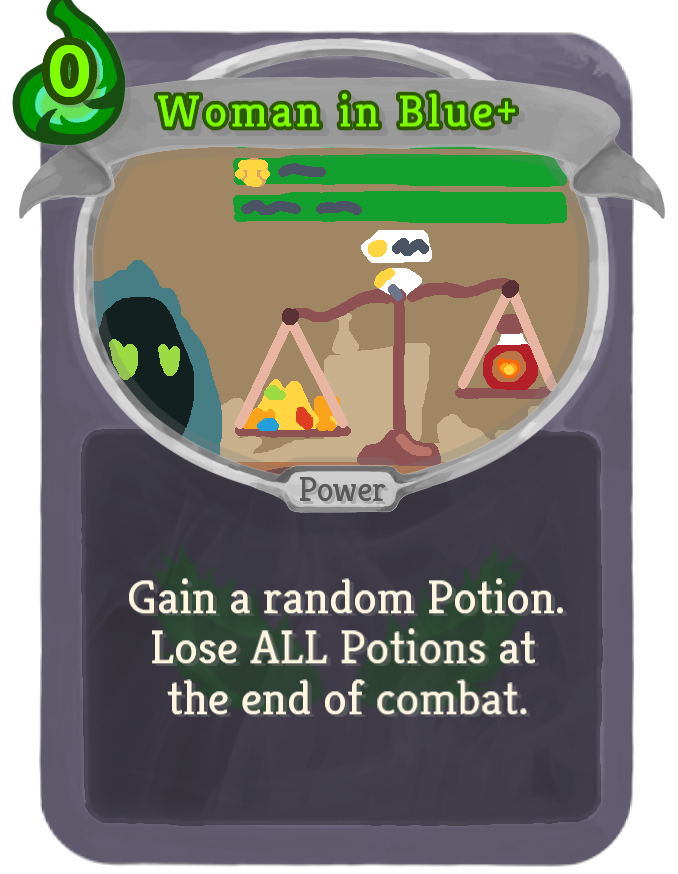 0
Woman in Blue+
Power
Gain a random Potion.
Lose ALL Potions at
the end of combat.